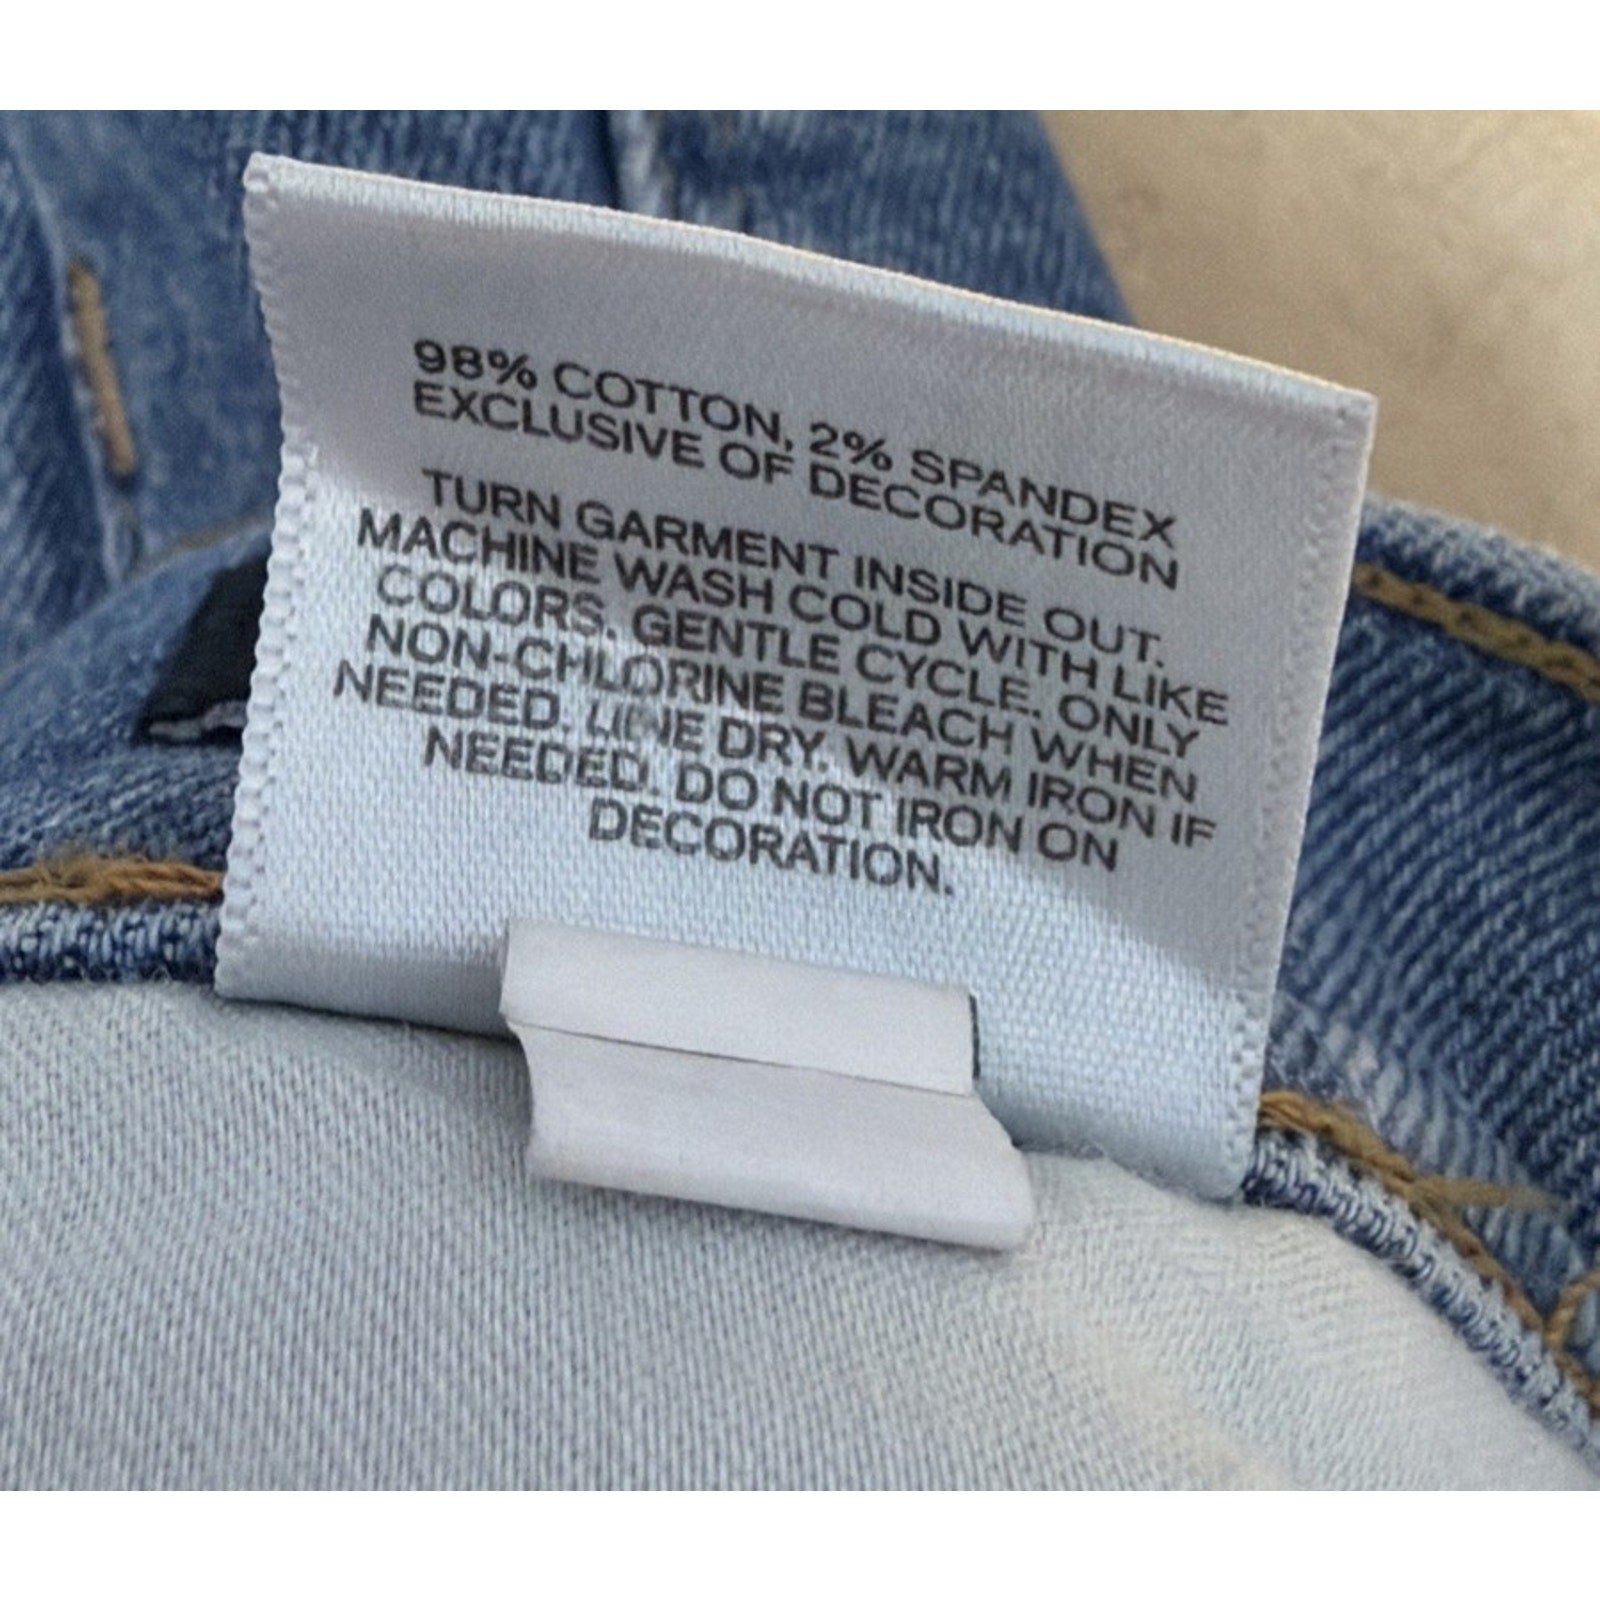 98% COTTON, 2% SPANDEX
EXCLUSIVE OF DECORATION
TURN GARMENT INSIDE OUT.
MACHINE WASH COLD WITH LIKE
COLORS. GENTLE CYCLE. ONLY
NON-CHLORINE BLEACH WHEN
NEEDED. LINE DRY. WARM IRON IF
NEEDED. DO NOT IRON ON
DECORATION.